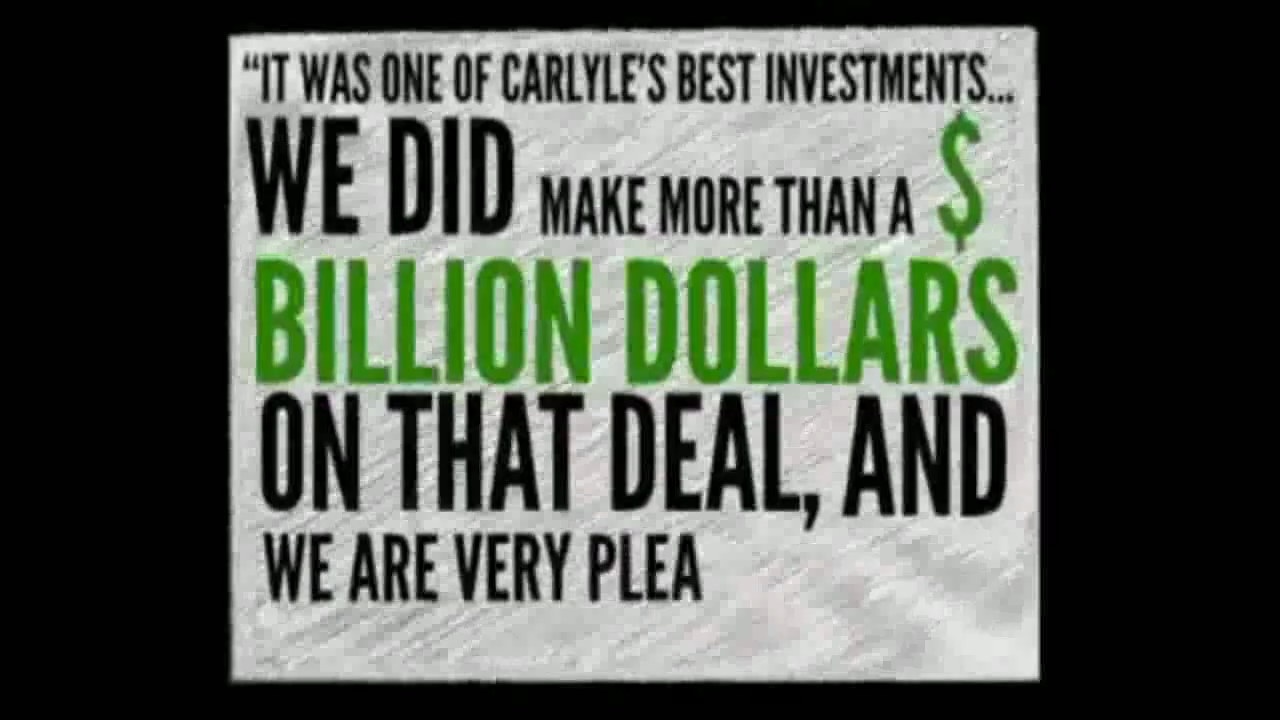 “IT WAS ONE OF CARLYLE’S BEST INVESTMENTS...
WE DID MAKE MORE THAN A $
BILLION DOLLARS
ON THAT DEAL, AND
WE ARE VERY PLEA